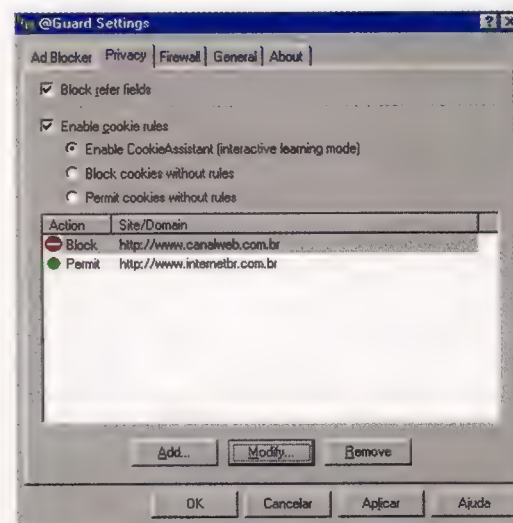 @Guard Settings
Ad Blocker Privacy Firewall General About
Block refer fields
Enable cookie rules
Enable CookieAssistant (interactive learning mode)
Block cookies without rules
Permit cookies without rules
Action Site/Domain
Block http://www.canalweb.com.br
Permit http://www.internetbr.com.br
Add... Modify... Remove
OK Cancelar Aplicar Ajuda